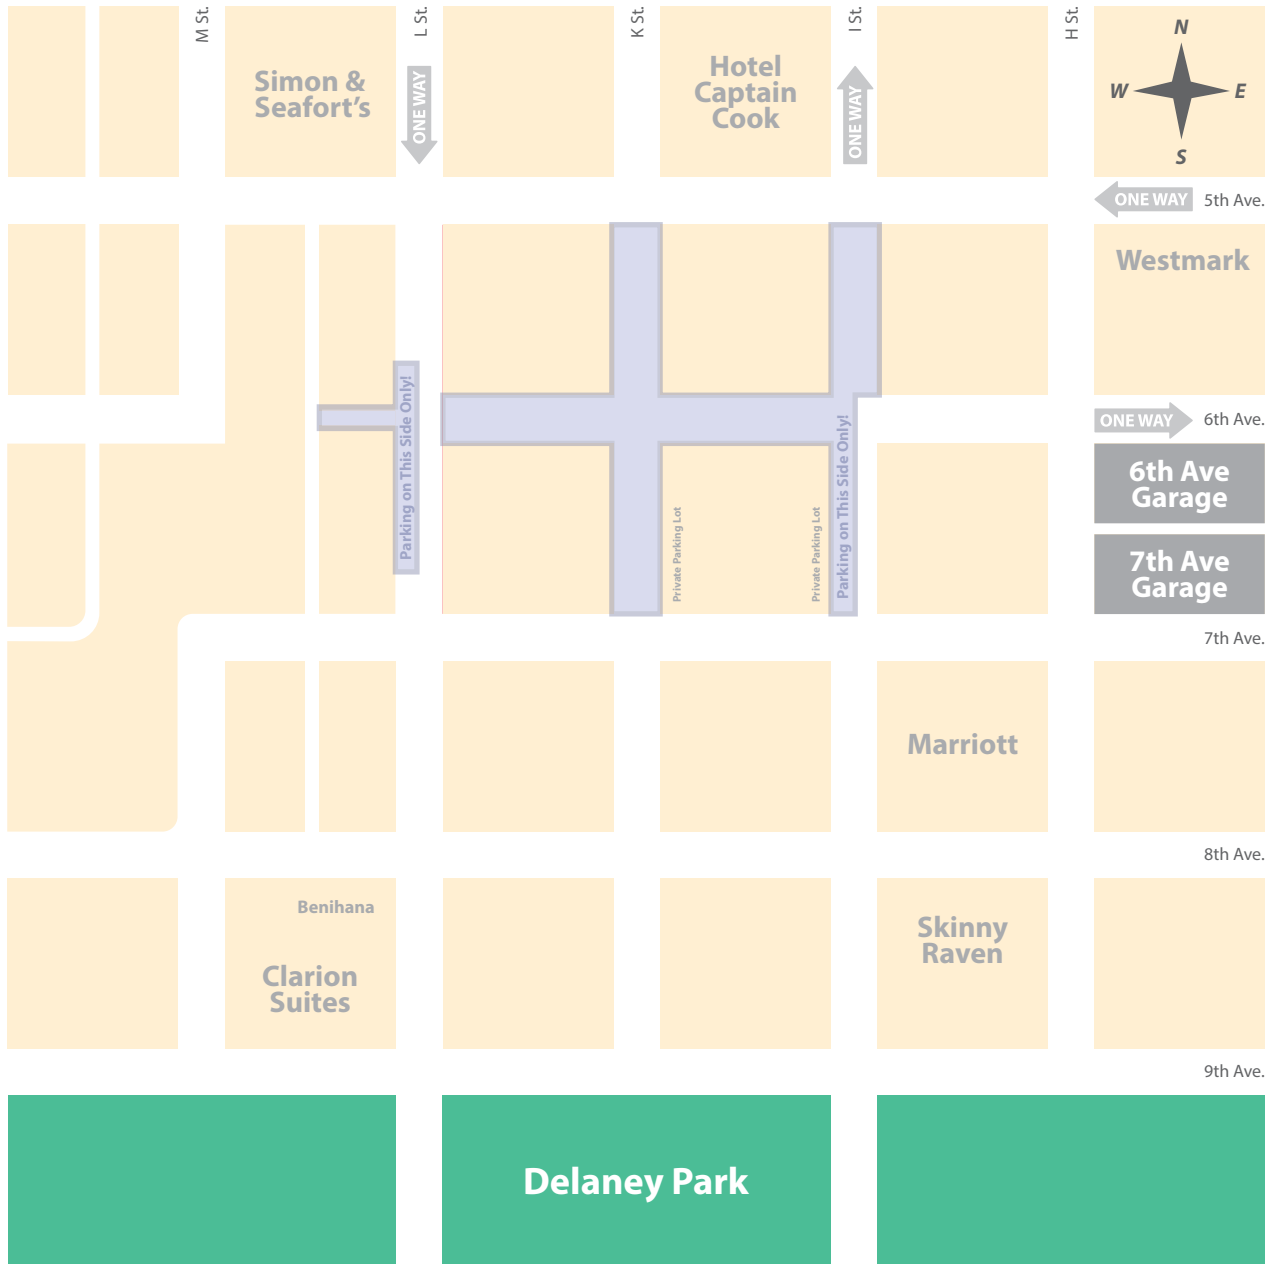 M St.
L St.
K St.
I St.
H St.
N
W
E
S
Simon &
Seafort’s
ONE WAY
Hotel
Captain
Cook
ONE WAY
ONE WAY
5th Ave.
Westmark
Parking on This Side Only!
ONE WAY
6th Ave.
Parking on This Side Only!
Private Parking Lot
Private Parking Lot
6th Ave
Garage
7th Ave
Garage
7th Ave.
Marriott
8th Ave.
Benihana
Clarion
Suites
Skinny
Raven
9th Ave.
Delaney Park